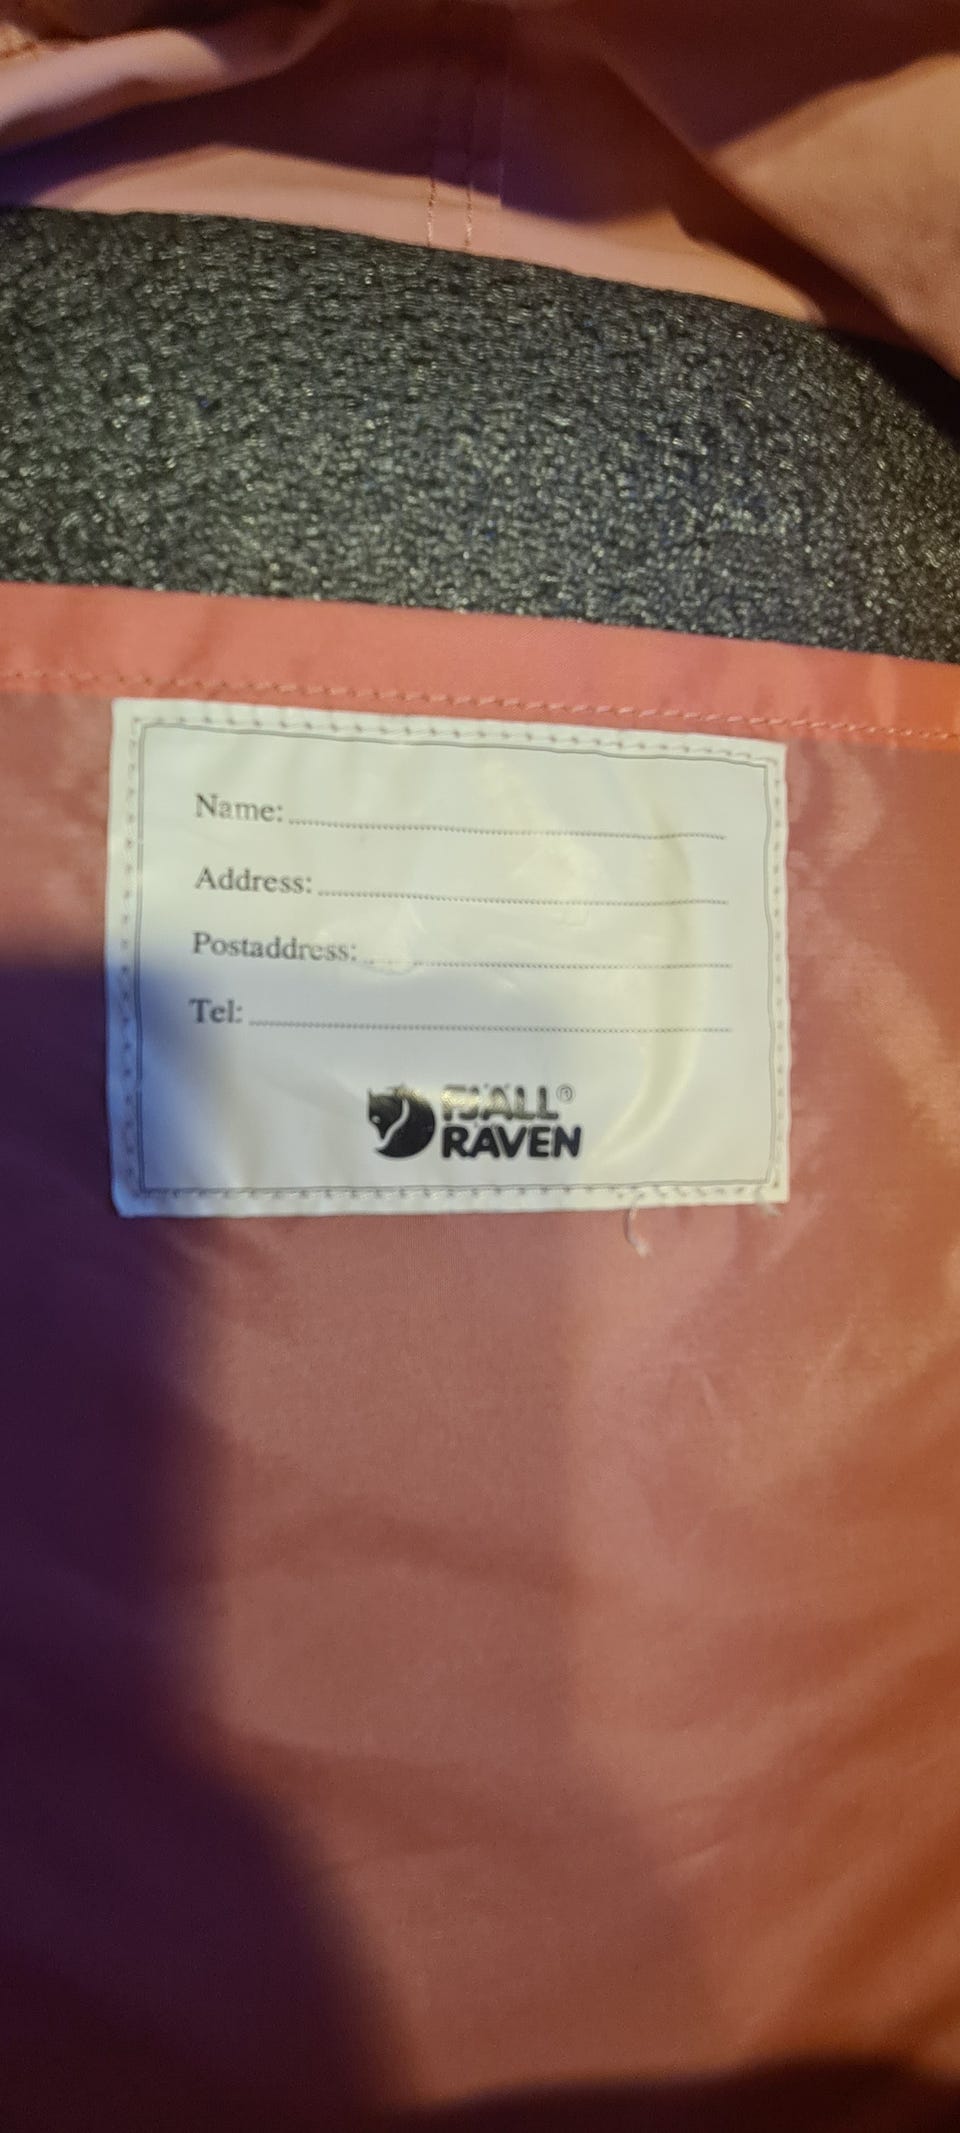 Name:
Address:
Postaddress:
Tel:
FJÄLL®
RAVEN